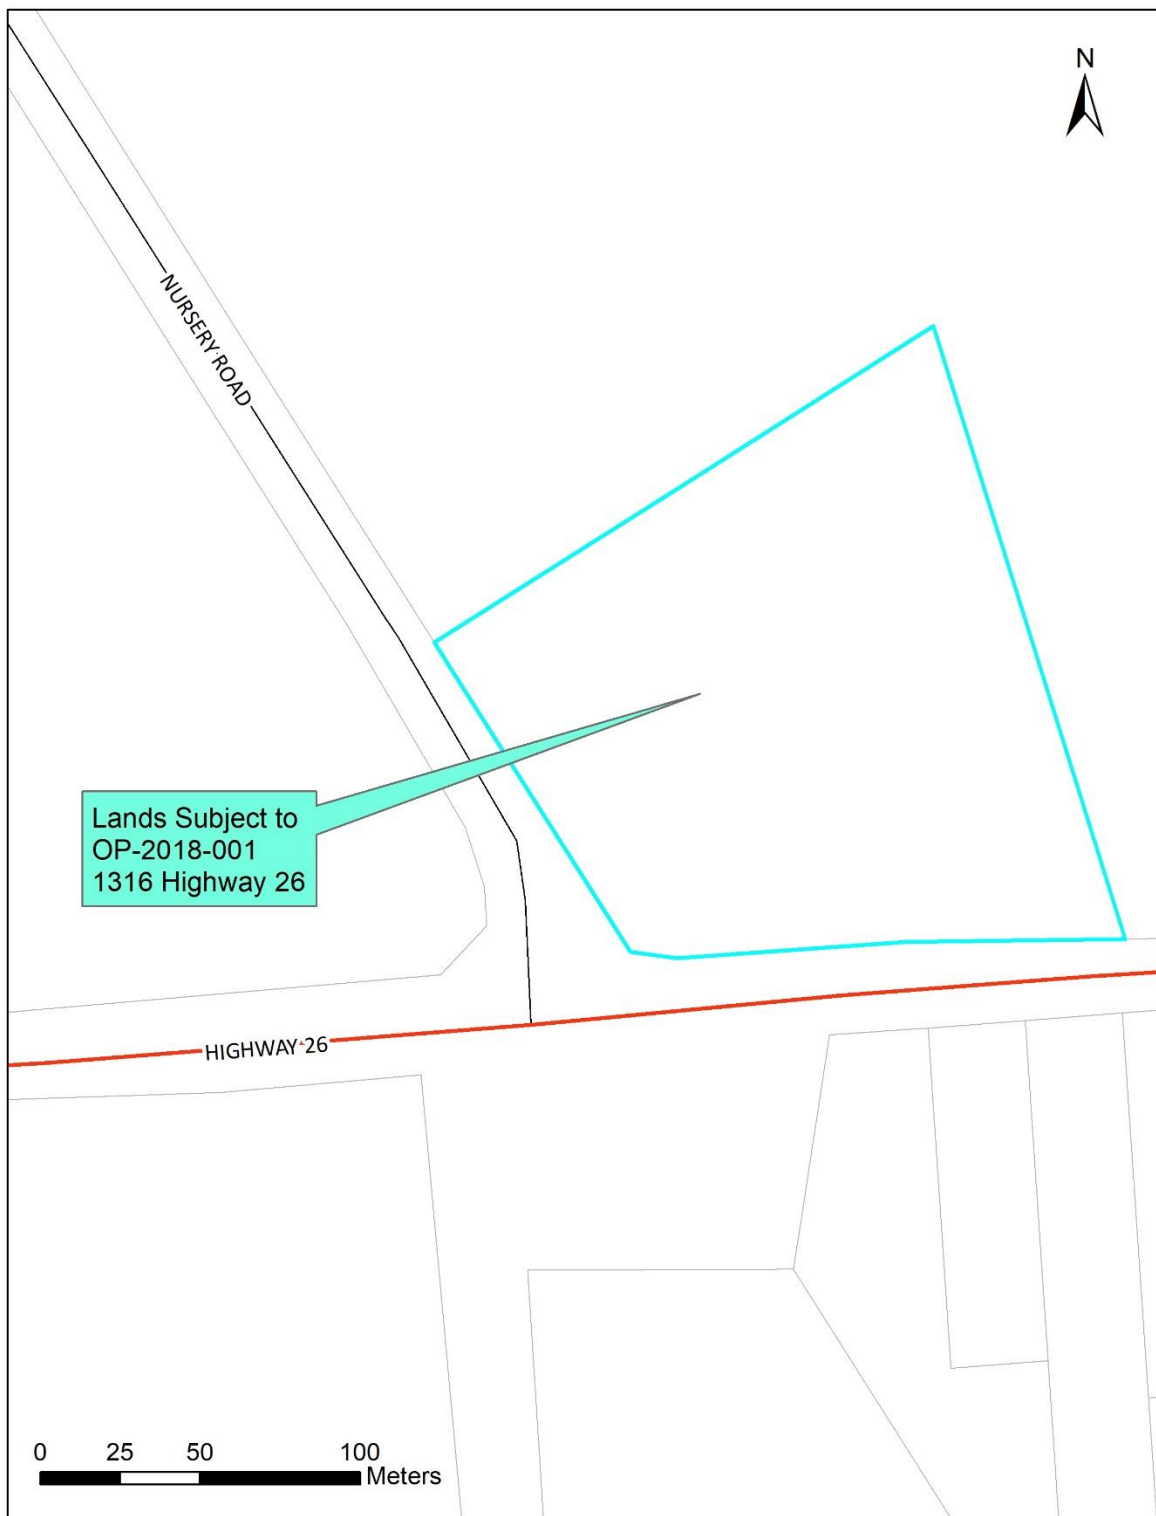 N
NURSERY ROAD
Lands Subject to
OP-2018-001
1316 Highway 26
HIGHWAY 26
0 25 50 100
Meters